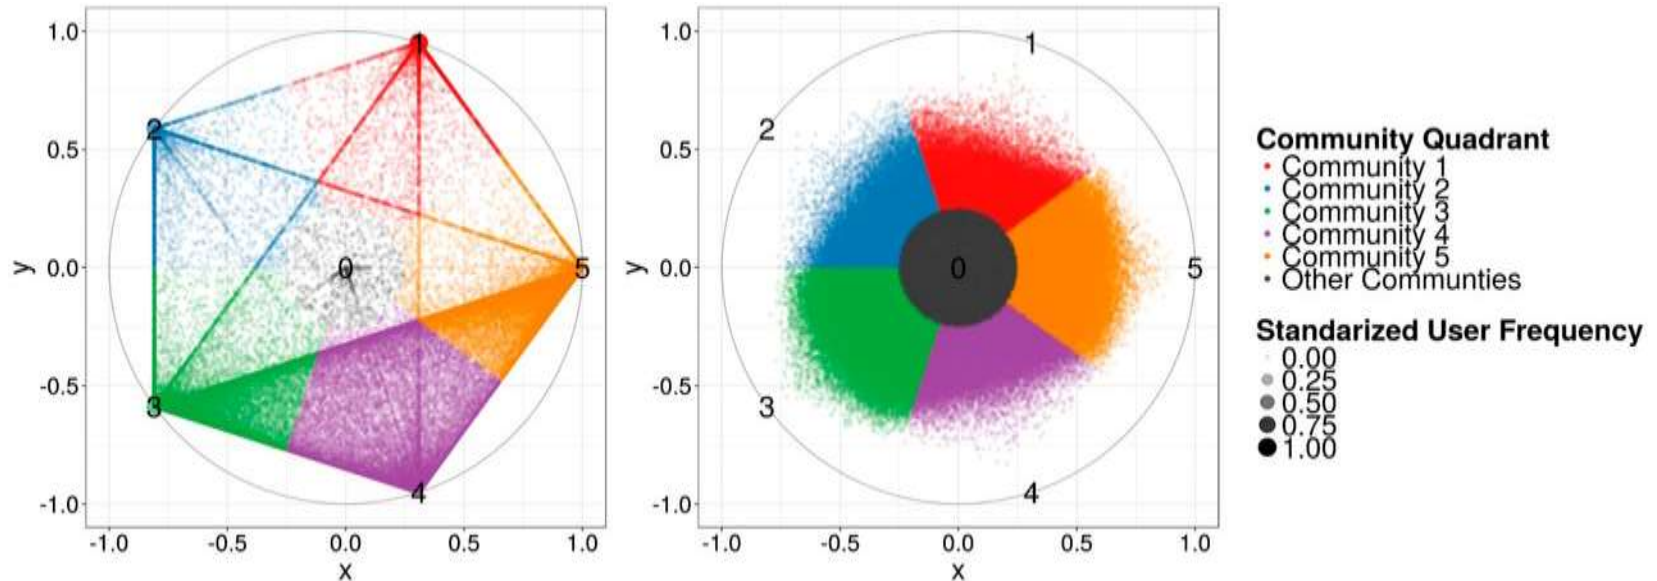 1.0
0.5
0.0
-0.5
-1.0
y
1
2
0
5
3
4
-1.0 -0.5 0.0 0.5 1.0
x
1.0
0.5
0.0
-0.5
-1.0
y
1
2
0
5
3
4
-1.0 -0.5 0.0 0.5 1.0
x
Community Quadrant
Community 1
Community 2
Community 3
Community 4
Community 5
Other Communties
Standarized User Frequency
0.00
0.25
0.50
0.75
1.00